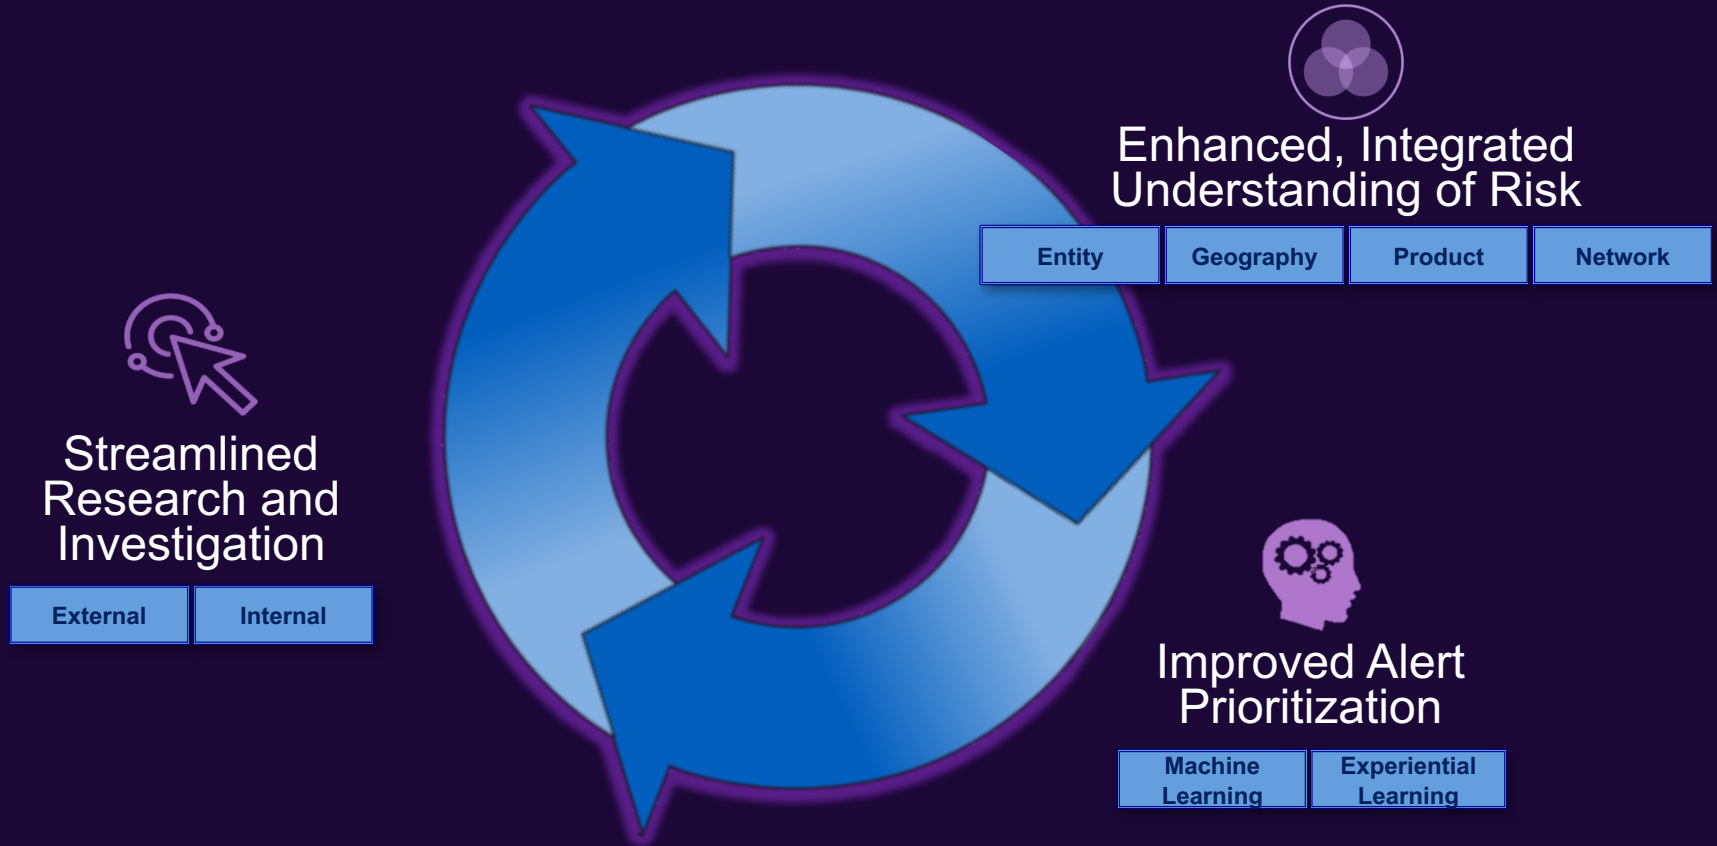 Enhanced, Integrated
Understanding of Risk
Entity
Geography
Product
Network
Streamlined
Research and
Investigation
External
Internal
Improved Alert
Prioritization
Machine
Learning
Experiential
Learning